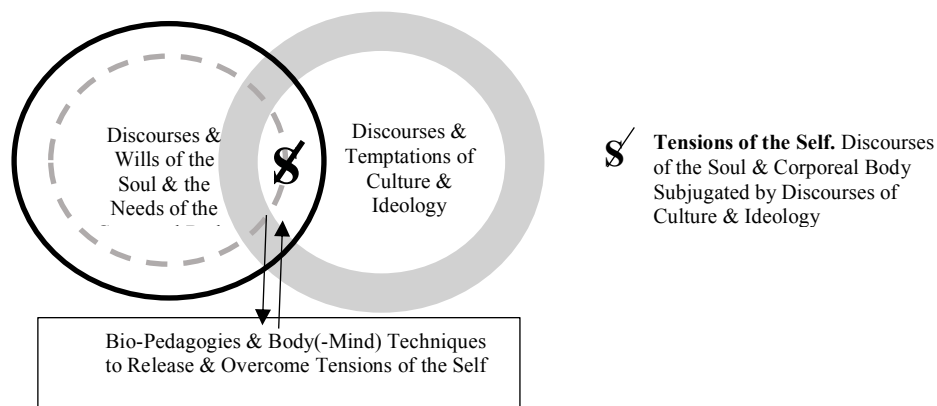 Discourses &
Wills of the
Soul & the
Needs of the
Discourses &
Temptations of
Culture &
Ideology
$
$
Tensions of the Self. Discourses
of the Soul & Corporeal Body
Subjugated by Discourses of
Culture & Ideology
Bio-Pedagogies & Body(-Mind) Techniques
to Release & Overcome Tensions of the Self